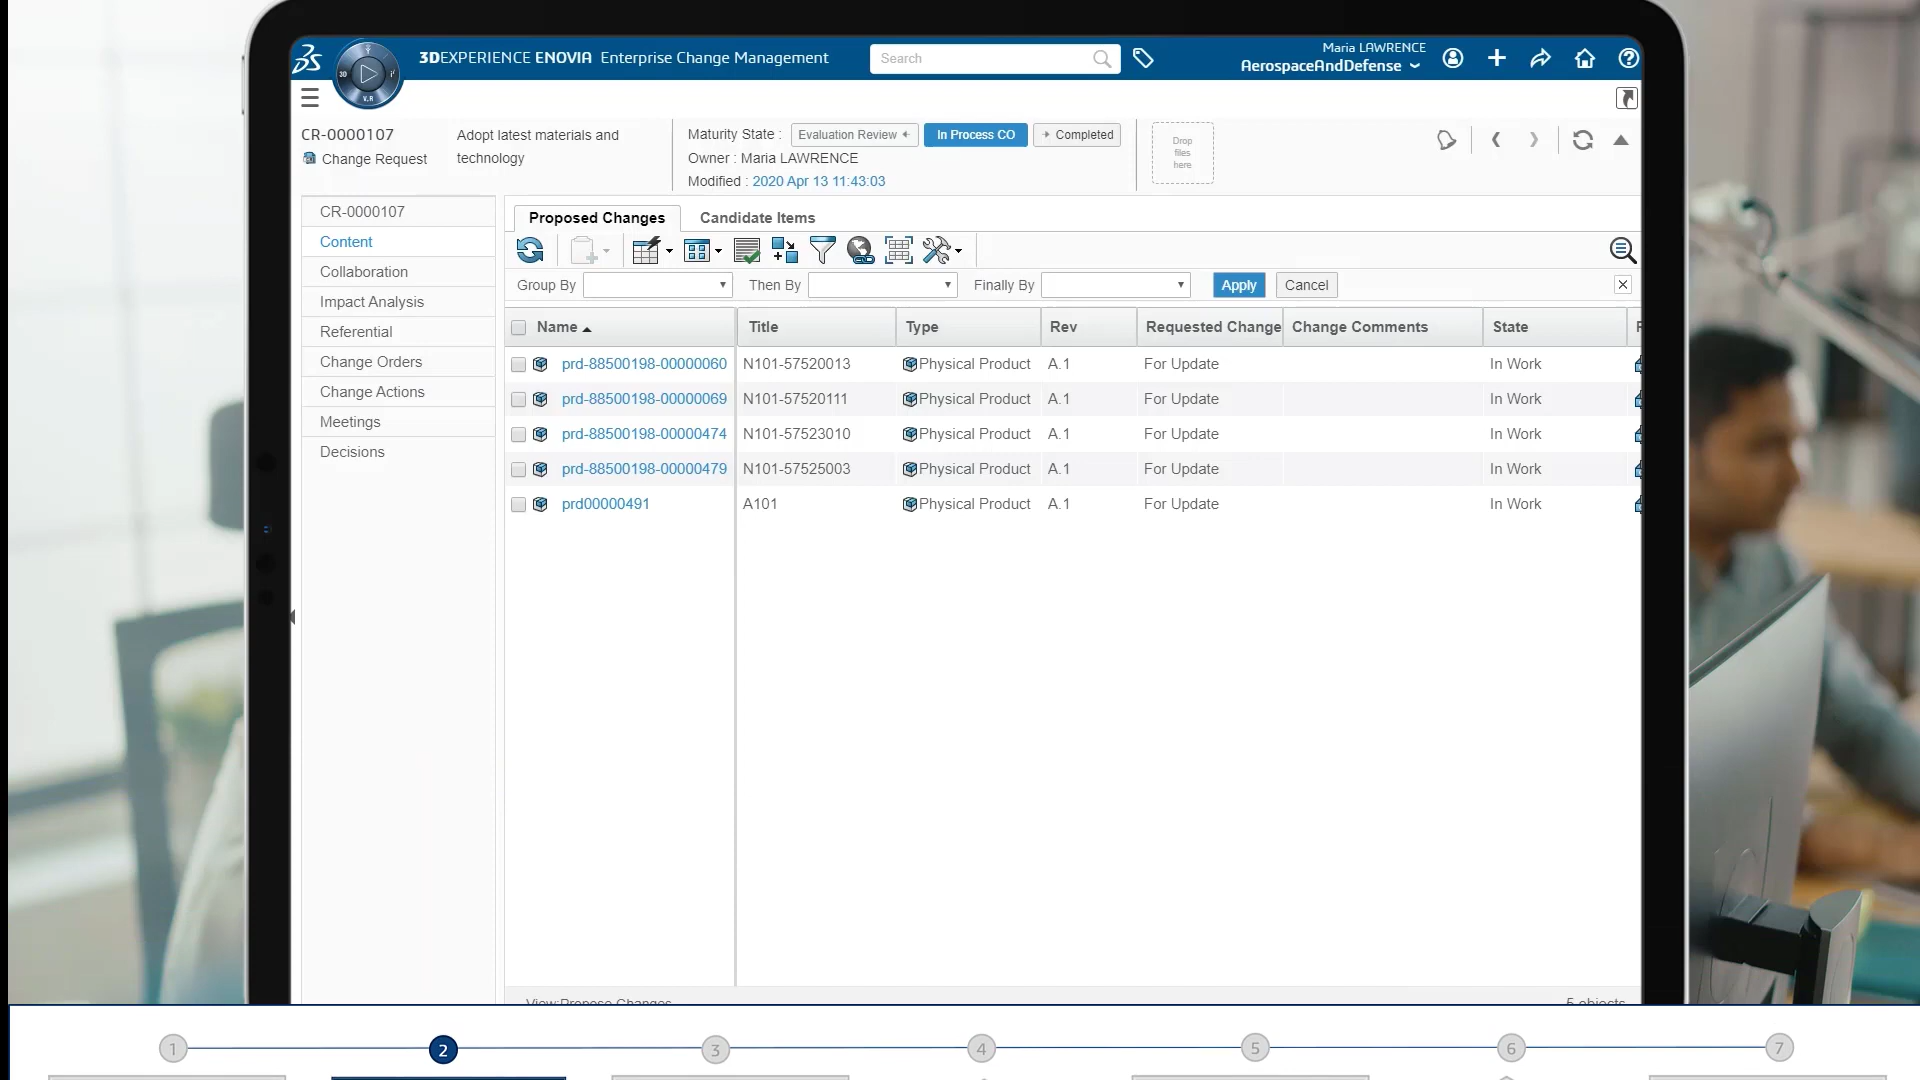 3DEXPERIENCE ENOVIA Enterprise Change Management
Search
Maria LAWRENCE
AerospaceAndDefense
3D
V.R
CR-0000107
Change Request
Adopt latest materials and
technology
Maturity State : Evaluation Review In Process CO Completed
Owner : Maria LAWRENCE
Modified : 2020 Apr 13 11:43:03
Drop
files
here
CR-0000107
Content
Collaboration
Impact Analysis
Referential
Change Orders
Change Actions
Meetings
Decisions
Proposed Changes Candidate Items
Group By Then By Finally By Apply Cancel
Name Title Type Rev Requested Change Change Comments State
prd-88500198-00000060 N101-57520013 Physical Product A.1 For Update In Work
prd-88500198-00000069 N101-57520111 Physical Product A.1 For Update In Work
prd-88500198-00000474 N101-57523010 Physical Product A.1 For Update In Work
prd-88500198-00000479 N101-57525003 Physical Product A.1 For Update In Work
prd00000491 A101 Physical Product A.1 For Update In Work
View:Propose Changes 5 objects
1 2 3 4 5 6 7